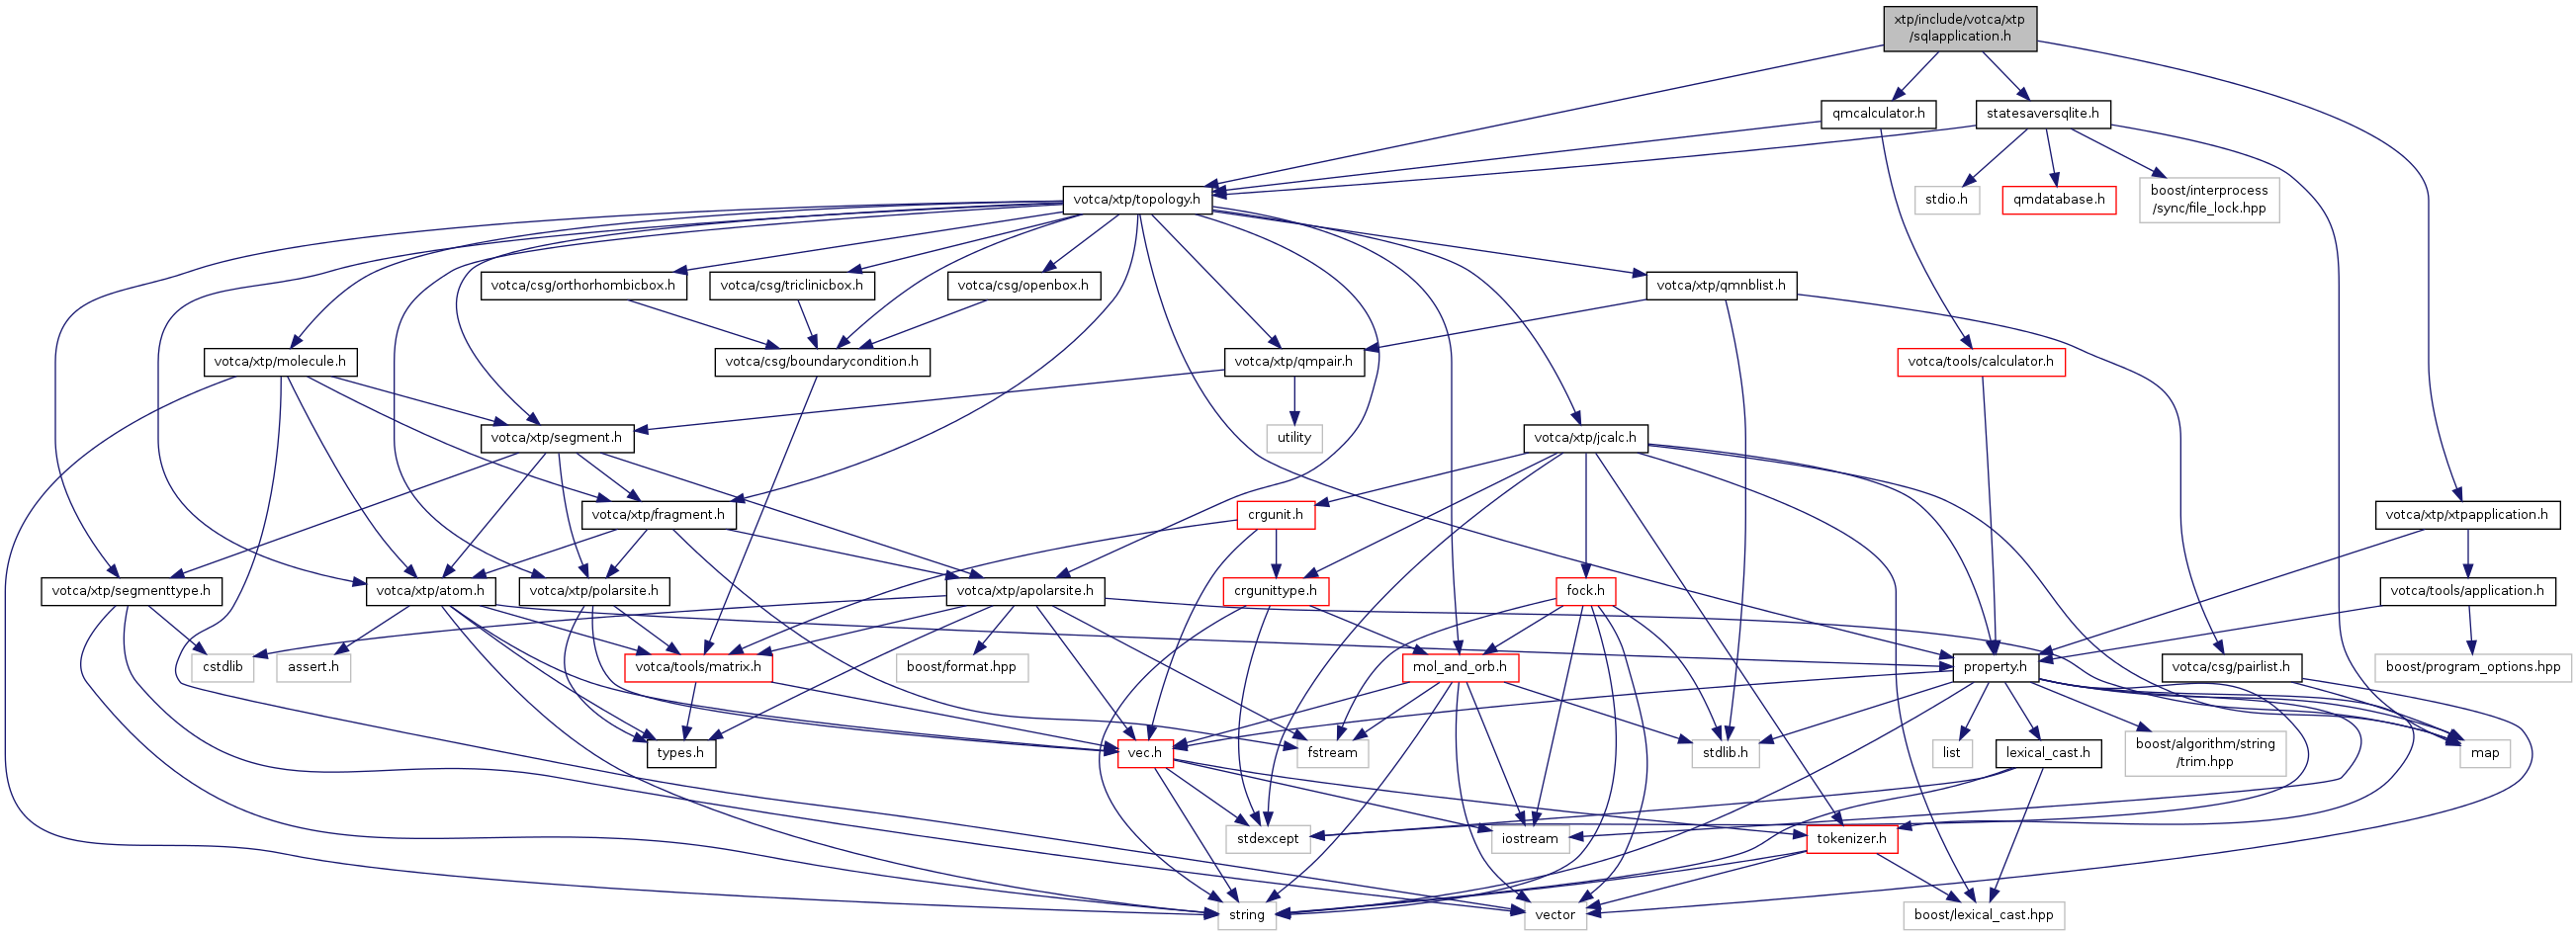 xtp/include/votca/xtp
/sqlapplication.h
qmcalculator.h
statesaversqlite.h
votca/xtp/topology.h
stdio.h
qmdatabase.h
boost/interprocess
/sync/file_lock.hpp
votca/csg/orthorhombicbox.h
votca/csg/triclinicbox.h
votca/csg/openbox.h
votca/xtp/qmnblist.h
votca/xtp/molecule.h
votca/csg/boundarycondition.h
votca/xtp/qmpair.h
votca/tools/calculator.h
votca/xtp/segment.h
utility
votca/xtp/jcalc.h
votca/xtp/fragment.h
crgunit.h
votca/xtp/xtpapplication.h
votca/xtp/segmenttype.h
votca/xtp/atom.h
votca/xtp/polarsite.h
votca/xtp/apolarsite.h
crgunittype.h
fock.h
votca/tools/application.h
cstdlib
assert.h
votca/tools/matrix.h
boost/format.hpp
mol_and_orb.h
property.h
votca/csg/pairlist.h
boost/program_options.hpp
types.h
vec.h
fstream
stdlib.h
list
lexical_cast.h
boost/algorithm/string
/trim.hpp
map
stdexcept
iostream
tokenizer.h
string
vector
boost/lexical_cast.hpp